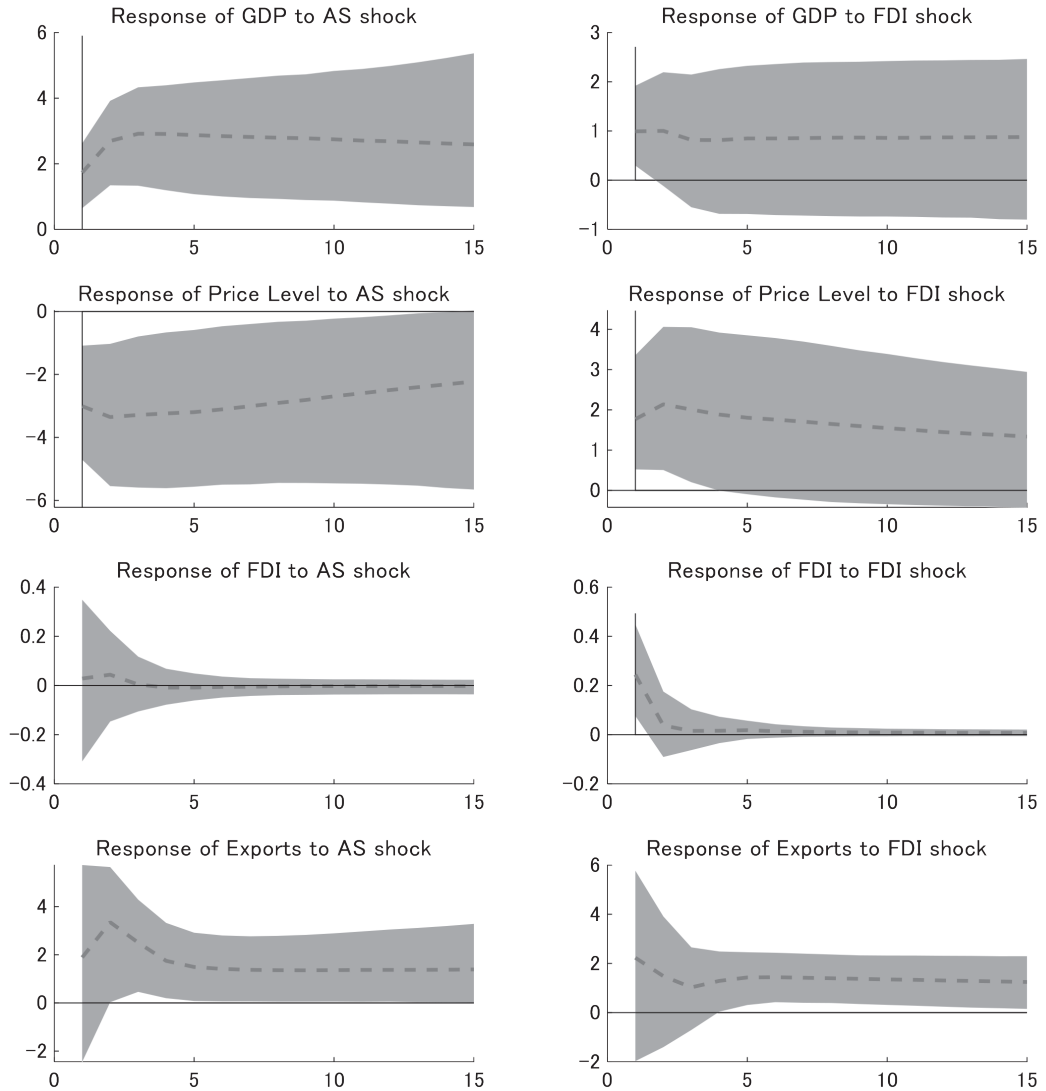 Response of GDP to AS shock
6
4
2
0
0 5 10 15
Response of GDP to FDI shock
3
2
1
0
−1
0 5 10 15
Response of Price Level to AS shock
0
−2
−4
−6
0 5 10 15
Response of Price Level to FDI shock
4
3
2
1
0
0 5 10 15
Response of FDI to AS shock
0.4
0.2
0
−0.2
−0.4
0 5 10 15
Response of FDI to FDI shock
0.6
0.4
0.2
0
−0.2
0 5 10 15
Response of Exports to AS shock
4
2
0
−2
0 5 10 15
Response of Exports to FDI shock
6
4
2
0
−2
0 5 10 15